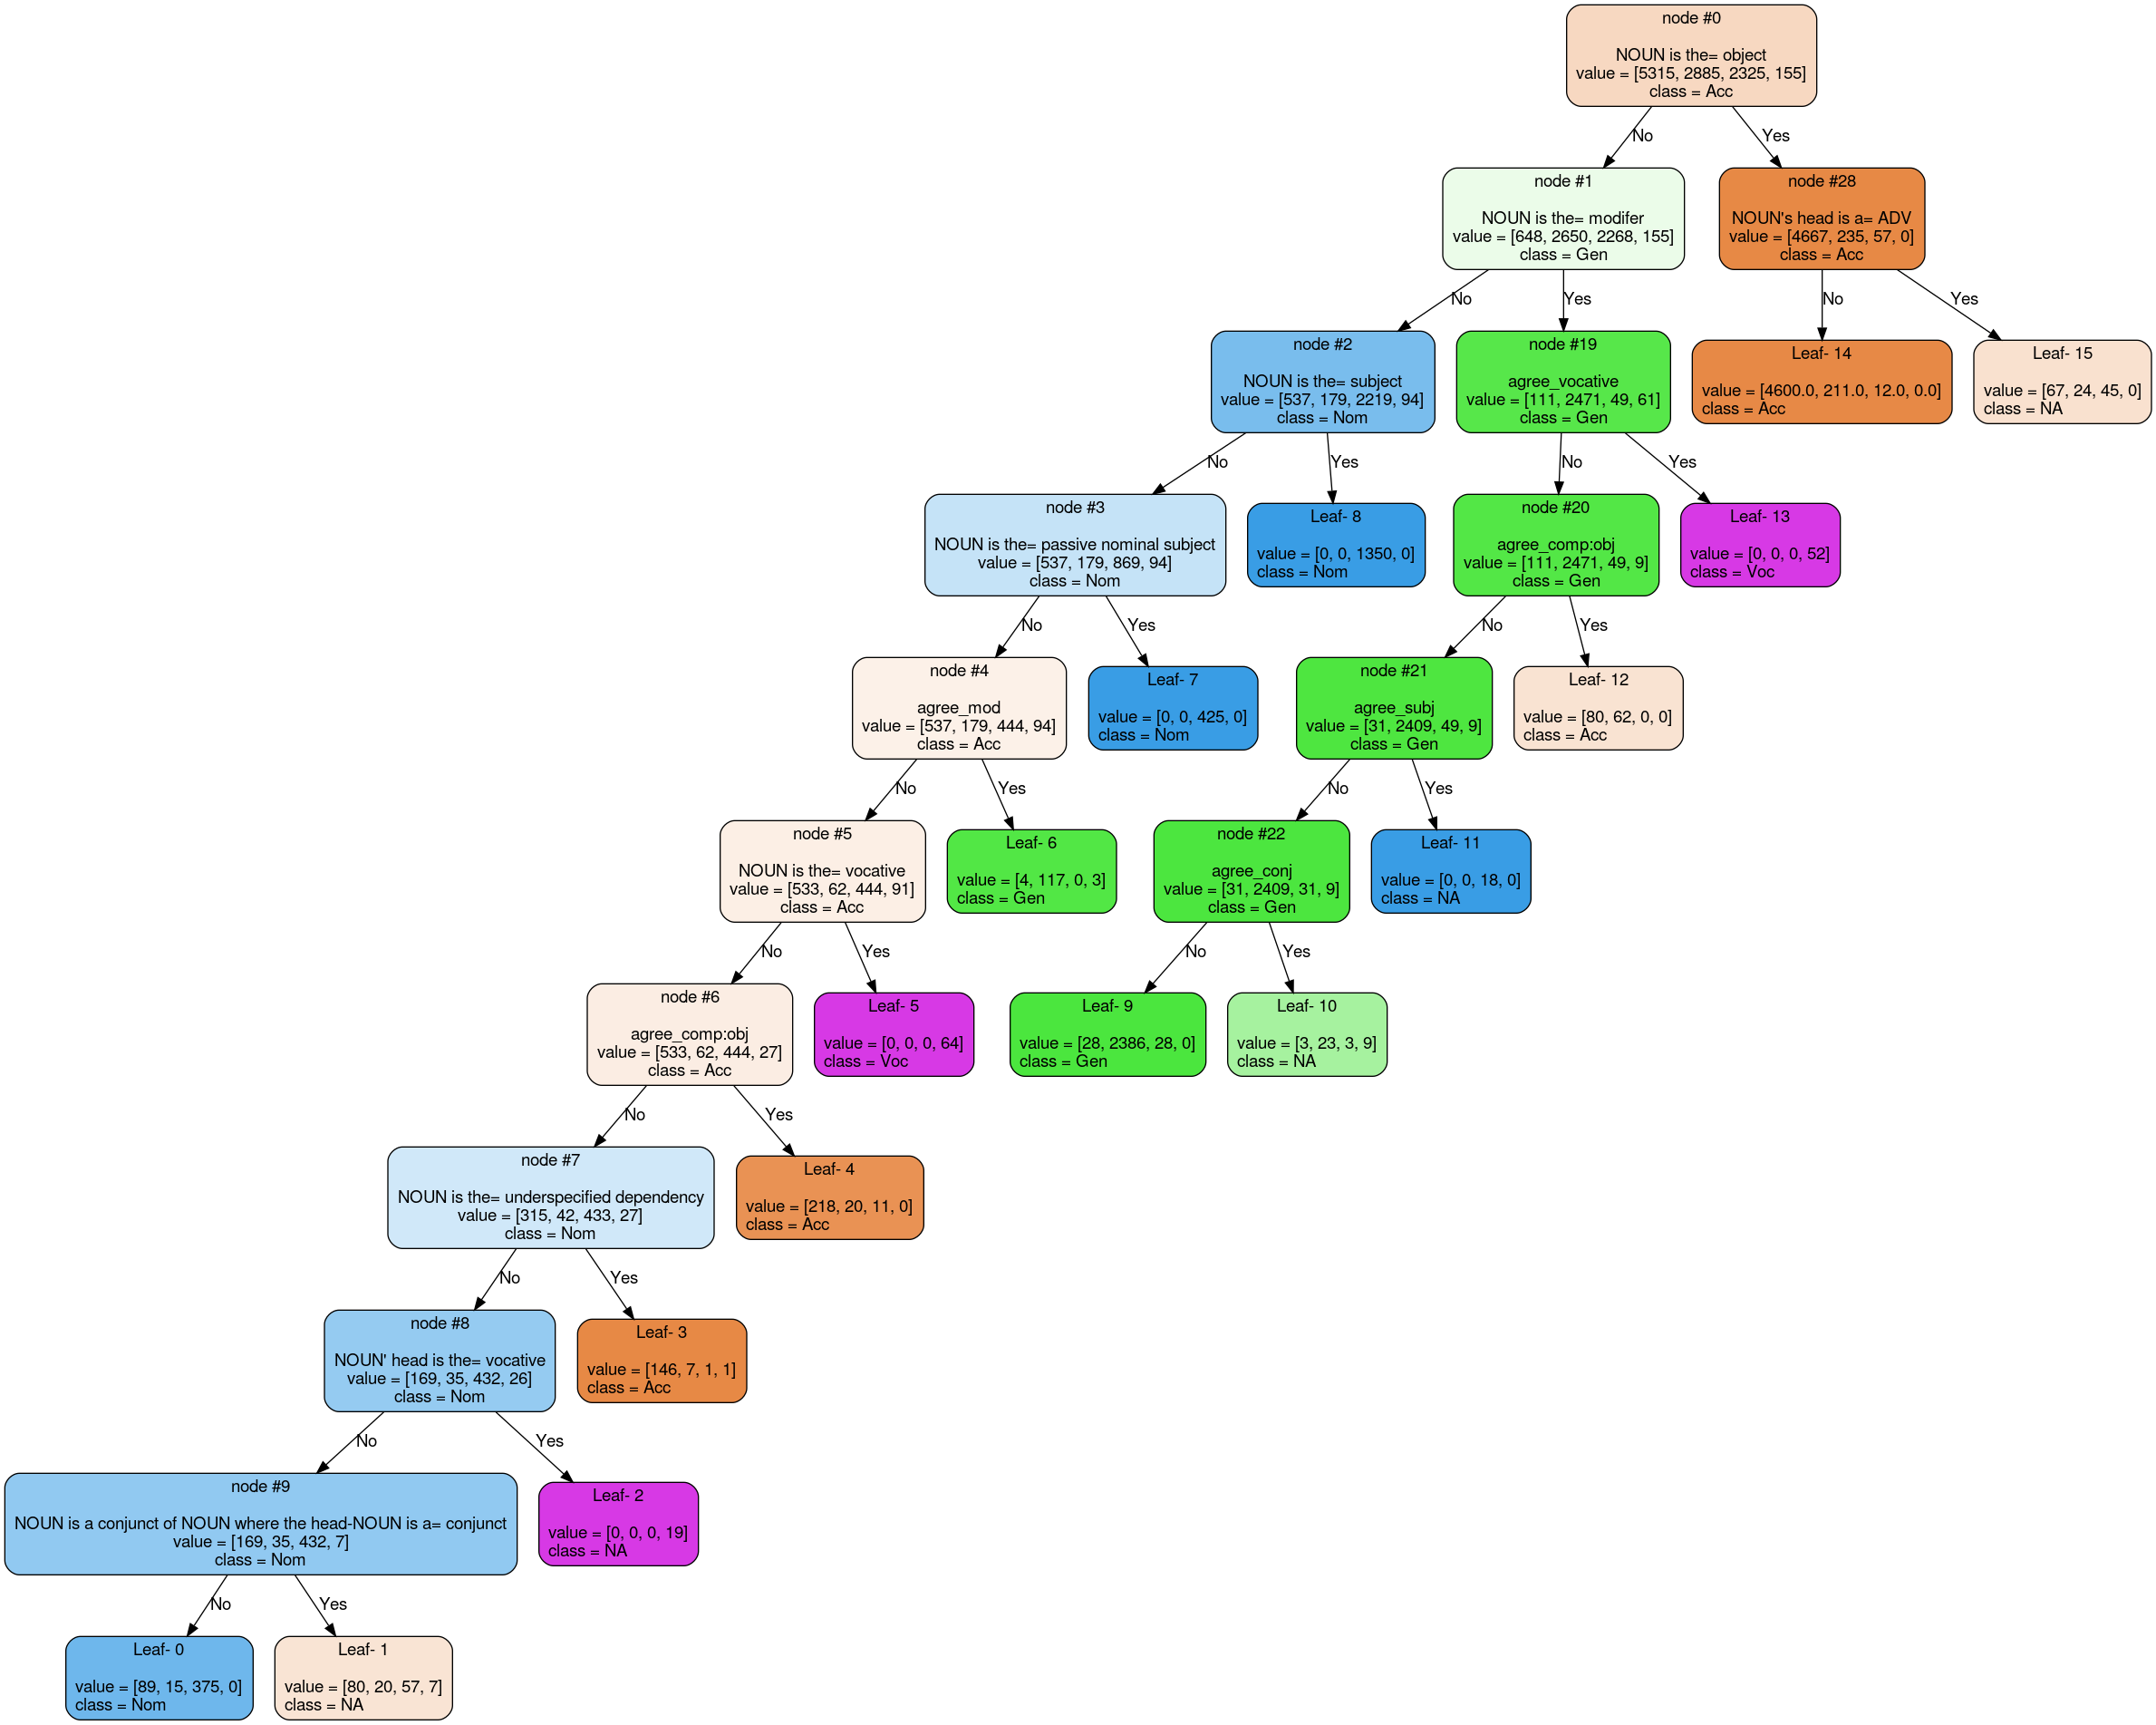 node #0
NOUN is the= object
value = [5315, 2885, 2325, 155]
class = Acc
No
Yes
node #1
NOUN is the= modifer
value = [648, 2650, 2268, 155]
class = Gen
node #28
NOUN's head is a= ADV
value = [4667, 235, 57, 0]
class = Acc
No
Yes
No
Yes
node #2
NOUN is the= subject
value = [537, 179, 2219, 94]
class = Nom
node #19
agree_vocative
value = [111, 2471, 49, 61]
class = Gen
Leaf- 14
value = [4600.0, 211.0, 12.0, 0.0]
class = Acc
Leaf- 15
value = [67, 24, 45, 0]
class = NA
No
Yes
No
Yes
node #3
NOUN is the= passive nominal subject
value = [537, 179, 869, 94]
class = Nom
Leaf- 8
value = [0, 0, 1350, 0]
class = Nom
node #20
agree_comp:obj
value = [111, 2471, 49, 9]
class = Gen
Leaf- 13
value = [0, 0, 0, 52]
class = Voc
No
Yes
No
Yes
node #4
agree_mod
value = [537, 179, 444, 94]
class = Acc
Leaf- 7
value = [0, 0, 425, 0]
class = Nom
node #21
agree_subj
value = [31, 2409, 49, 9]
class = Gen
Leaf- 12
value = [80, 62, 0, 0]
class = Acc
No
Yes
No
Yes
node #5
NOUN is the= vocative
value = [533, 62, 444, 91]
class = Acc
Leaf- 6
value = [4, 117, 0, 3]
class = Gen
node #22
agree_conj
value = [31, 2409, 31, 9]
class = Gen
Leaf- 11
value = [0, 0, 18, 0]
class = NA
No
Yes
No
Yes
node #6
agree_comp:obj
value = [533, 62, 444, 27]
class = Acc
Leaf- 5
value = [0, 0, 0, 64]
class = Voc
Leaf- 9
value = [28, 2386, 28, 0]
class = Gen
Leaf- 10
value = [3, 23, 3, 9]
class = NA
No
Yes
node #7
NOUN is the= underspecified dependency
value = [315, 42, 433, 27]
class = Nom
Leaf- 4
value = [218, 20, 11, 0]
class = Acc
No
Yes
node #8
NOUN' head is the= vocative
value = [169, 35, 432, 26]
class = Nom
Leaf- 3
value = [146, 7, 1, 1]
class = Acc
No
Yes
node #9
NOUN is a conjunct of NOUN where the head-NOUN is a= conjunct
value = [169, 35, 432, 7]
class = Nom
Leaf- 2
value = [0, 0, 0, 19]
class = NA
No
Yes
Leaf- 0
value = [89, 15, 375, 0]
class = Nom
Leaf- 1
value = [80, 20, 57, 7]
class = NA